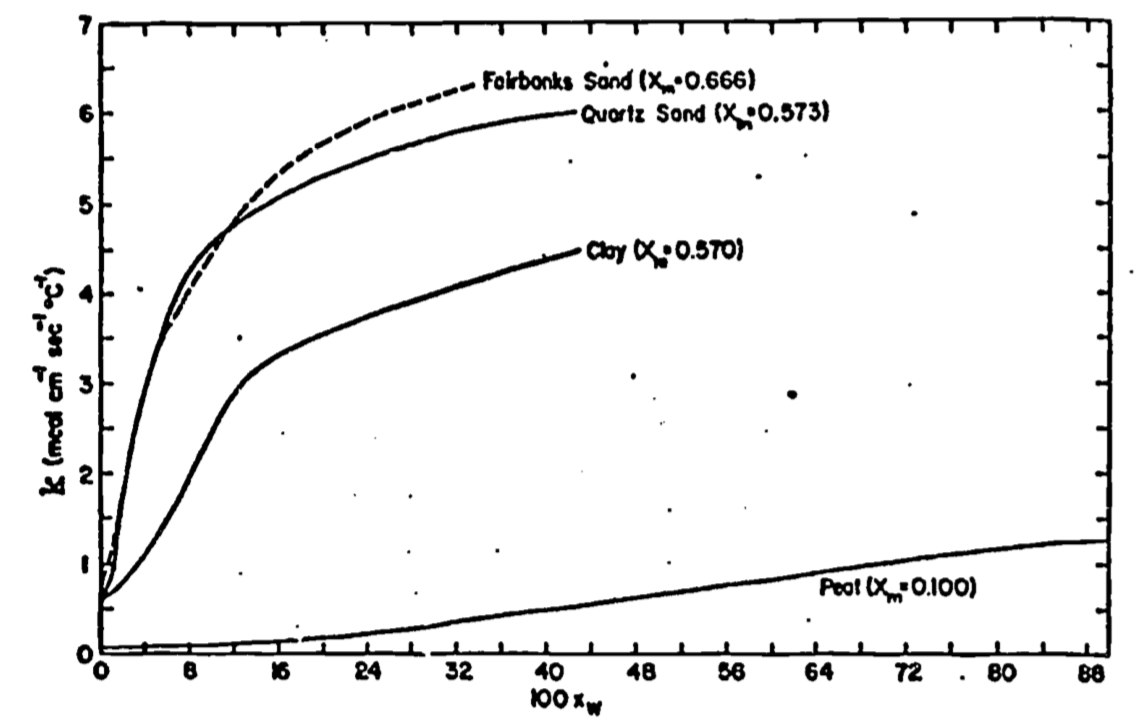 7
6
5
4
3
2
1
0
K (mcal cm⁻¹ sec⁻¹ °C⁻¹)
Fairbanks Sand (Xₘ=0.666)
Quartz Sand (Xₘ=0.573)
Clay (Xₘ=0.570)
Peat (Xₘ=0.100)
0 8 16 24 32 40 48 56 64 72 80 88
100 x_w